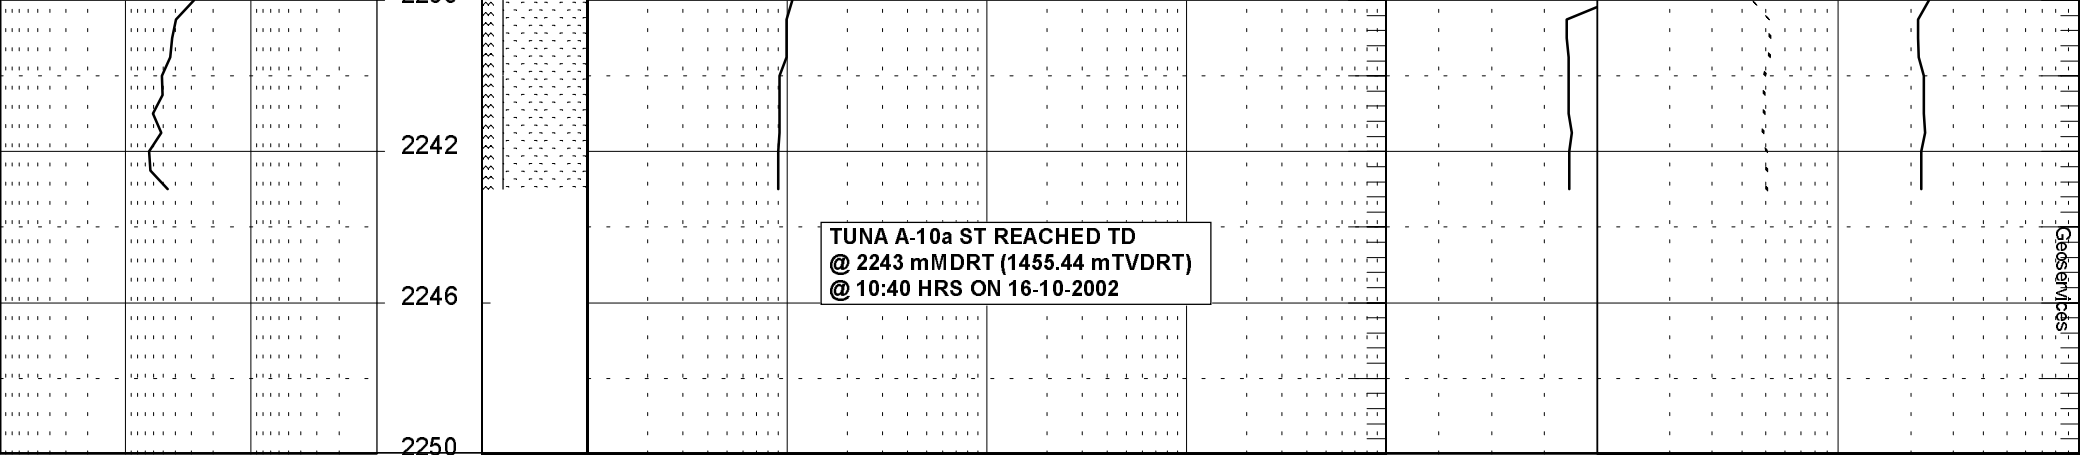 2242
TUNA A-10a ST REACHED TD
@ 2243 mMDRT (1455.44 mTVDRT)
@ 10:40 HRS ON 16-10-2002
2246
2250
Geoservices